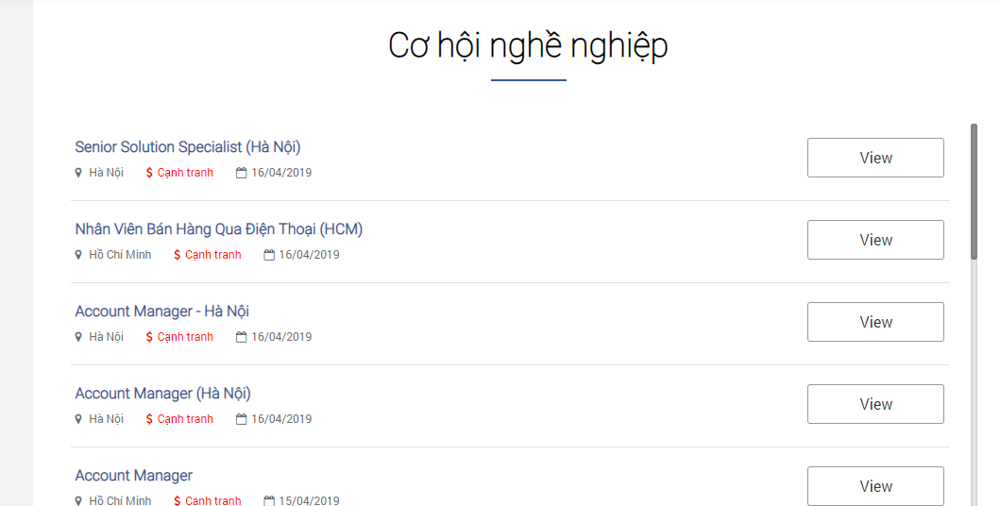 Cơ hội nghề nghiệp
Senior Solution Specialist (Hà Nội)
Hà Nội $ Cạnh tranh 16/04/2019
View
Nhân Viên Bán Hàng Qua Điện Thoại (HCM)
Hồ Chí Minh $ Cạnh tranh 16/04/2019
View
Account Manager - Hà Nội
Hà Nội $ Cạnh tranh 16/04/2019
View
Account Manager (Hà Nội)
Hà Nội $ Cạnh tranh 16/04/2019
View
Account Manager
Hồ Chí Minh $ Cạnh tranh 15/04/2019
View